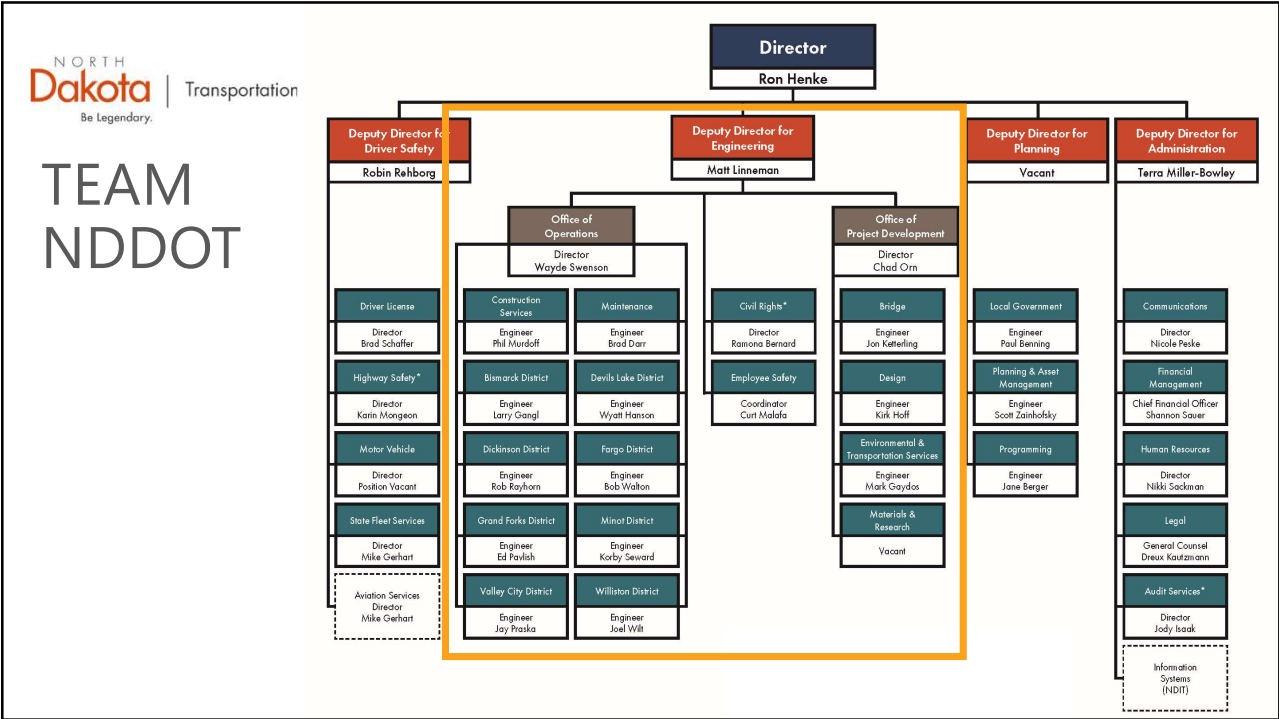 NORTH
Dakota
Be Legendary.
Transportation
TEAM
NDDOT
Director
Ron Henke
Deputy Director for
Driver Safety
Robin Rehborg
Deputy Director for
Engineering
Matt Linneman
Deputy Director for
Planning
Vacant
Deputy Director for
Administration
Terra Miller-Bowley
Office of
Operations
Director
Wayde Swenson
Office of
Project Development
Director
Chad Orn
Driver License
Director
Brad Schaffer
Highway Safety*
Director
Karin Mongeon
Motor Vehicle
Director
Position Vacant
State Fleet Services
Director
Mike Gerhart
Aviation Services
Director
Mike Gerhart
Construction
Services
Engineer
Phil Murdoff
Bismarck District
Engineer
Larry Gangl
Dickinson District
Engineer
Rob Rayhorn
Grand Forks District
Engineer
Ed Pavlish
Valley City District
Engineer
Jay Praska
Maintenance
Engineer
Brad Darr
Devils Lake District
Engineer
Wyatt Hanson
Fargo District
Engineer
Bob Walton
Minot District
Engineer
Korby Seward
Williston District
Engineer
Joel Wilt
Civil Rights*
Director
Ramona Bernard
Employee Safety
Coordinator
Curt Malafa
Bridge
Engineer
Jon Ketterling
Design
Engineer
Kirk Hoff
Environmental &
Transportation Services
Engineer
Mark Gaydos
Materials &
Research
Vacant
Local Government
Engineer
Paul Benning
Planning & Asset
Management
Engineer
Scott Zainhofsky
Programming
Engineer
Jane Berger
Communications
Director
Nicole Peske
Financial
Management
Chief Financial Officer
Shannon Sauer
Human Resources
Director
Nikki Sackman
Legal
General Counsel
Dreux Kautzmann
Audit Services*
Director
Jody Isaak
Information
Systems
(NDIT)